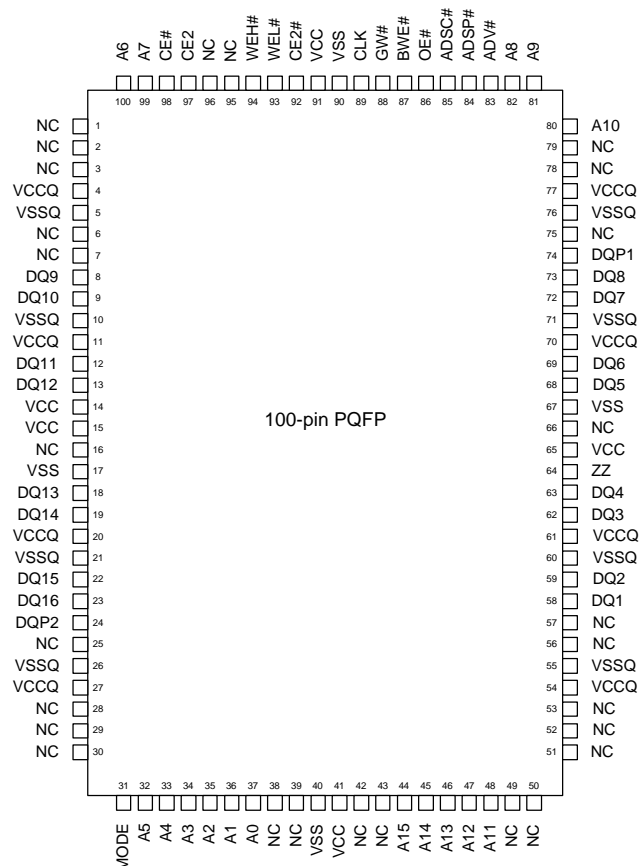 A6 A7 CE# CE2 NC NC WEH# WEL# CE2# VCC VSS CLK GW# BWE# OE# ADSC# ADSP# ADV# A8 A9
100 99 98 97 96 95 94 93 92 91 90 89 88 87 86 85 84 83 82 81
NC 1 80 A10
NC 2 79 NC
NC 3 78 NC
VCCQ 4 77 VCCQ
VSSQ 5 76 VSSQ
NC 6 75 NC
NC 7 74 DQP1
DQ9 8 73 DQ8
DQ10 9 72 DQ7
VSSQ 10 71 VSSQ
VCCQ 11 70 VCCQ
DQ11 12 69 DQ6
DQ12 13 68 DQ5
VCC 14 67 VSS
VCC 15 100-pin PQFP 66 NC
NC 16 65 VCC
VSS 17 64 ZZ
DQ13 18 63 DQ4
DQ14 19 62 DQ3
VCCQ 20 61 VCCQ
VSSQ 21 60 VSSQ
DQ15 22 59 DQ2
DQ16 23 58 DQ1
DQP2 24 57 NC
NC 25 56 NC
VSSQ 26 55 VSSQ
VCCQ 27 54 VCCQ
NC 28 53 NC
NC 29 52 NC
NC 30 51 NC
31 32 33 34 35 36 37 38 39 40 41 42 43 44 45 46 47 48 49 50
MODE A5 A4 A3 A2 A1 A0 NC NC VSS VCC NC NC A15 A14 A13 A12 A11 NC NC